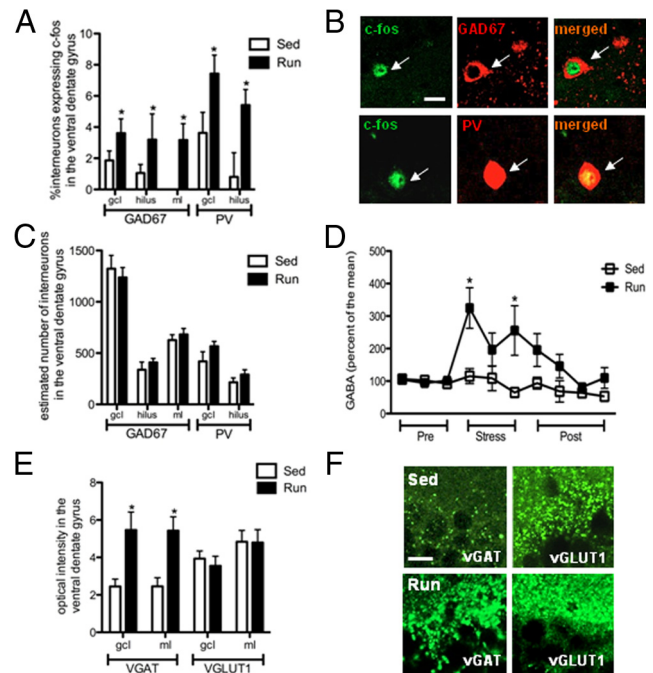 A
%interneurons expressing c-fos
in the ventral dentate gyrus
10
8
6
4
2
0
Sed
Run
* * * * *
gcl hilus ml gcl hilus
GAD67 PV
B
c-fos GAD67 merged
c-fos PV merged
C
estimated number of interneurons
in the ventral dentate gyrus
1500
1000
500
0
Sed
Run
gcl hilus ml gcl hilus
GAD67 PV
D
GABA (percent of the mean)
500
400
300
200
100
0
* *
Sed
Run
Pre Stress Post
E
optical intensity in the
ventral dentate gyrus
8
6
4
2
0
Sed
Run
* *
gcl ml gcl ml
VGAT VGLUT1
F
Sed
vGAT vGLUT1
Run
vGAT vGLUT1